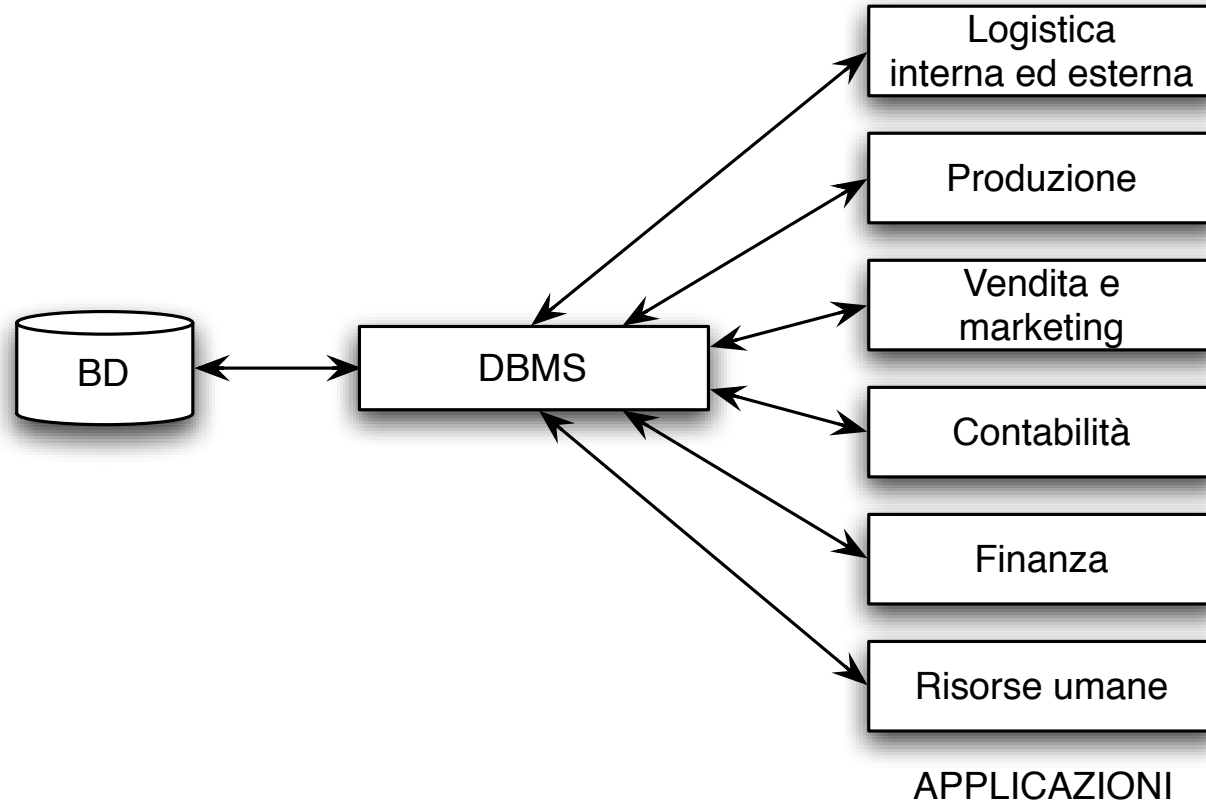 Logistica
interna ed esterna
Produzione
Vendita e
marketing
BD
DBMS
Contabilità
Finanza
Risorse umane
APPLICAZIONI